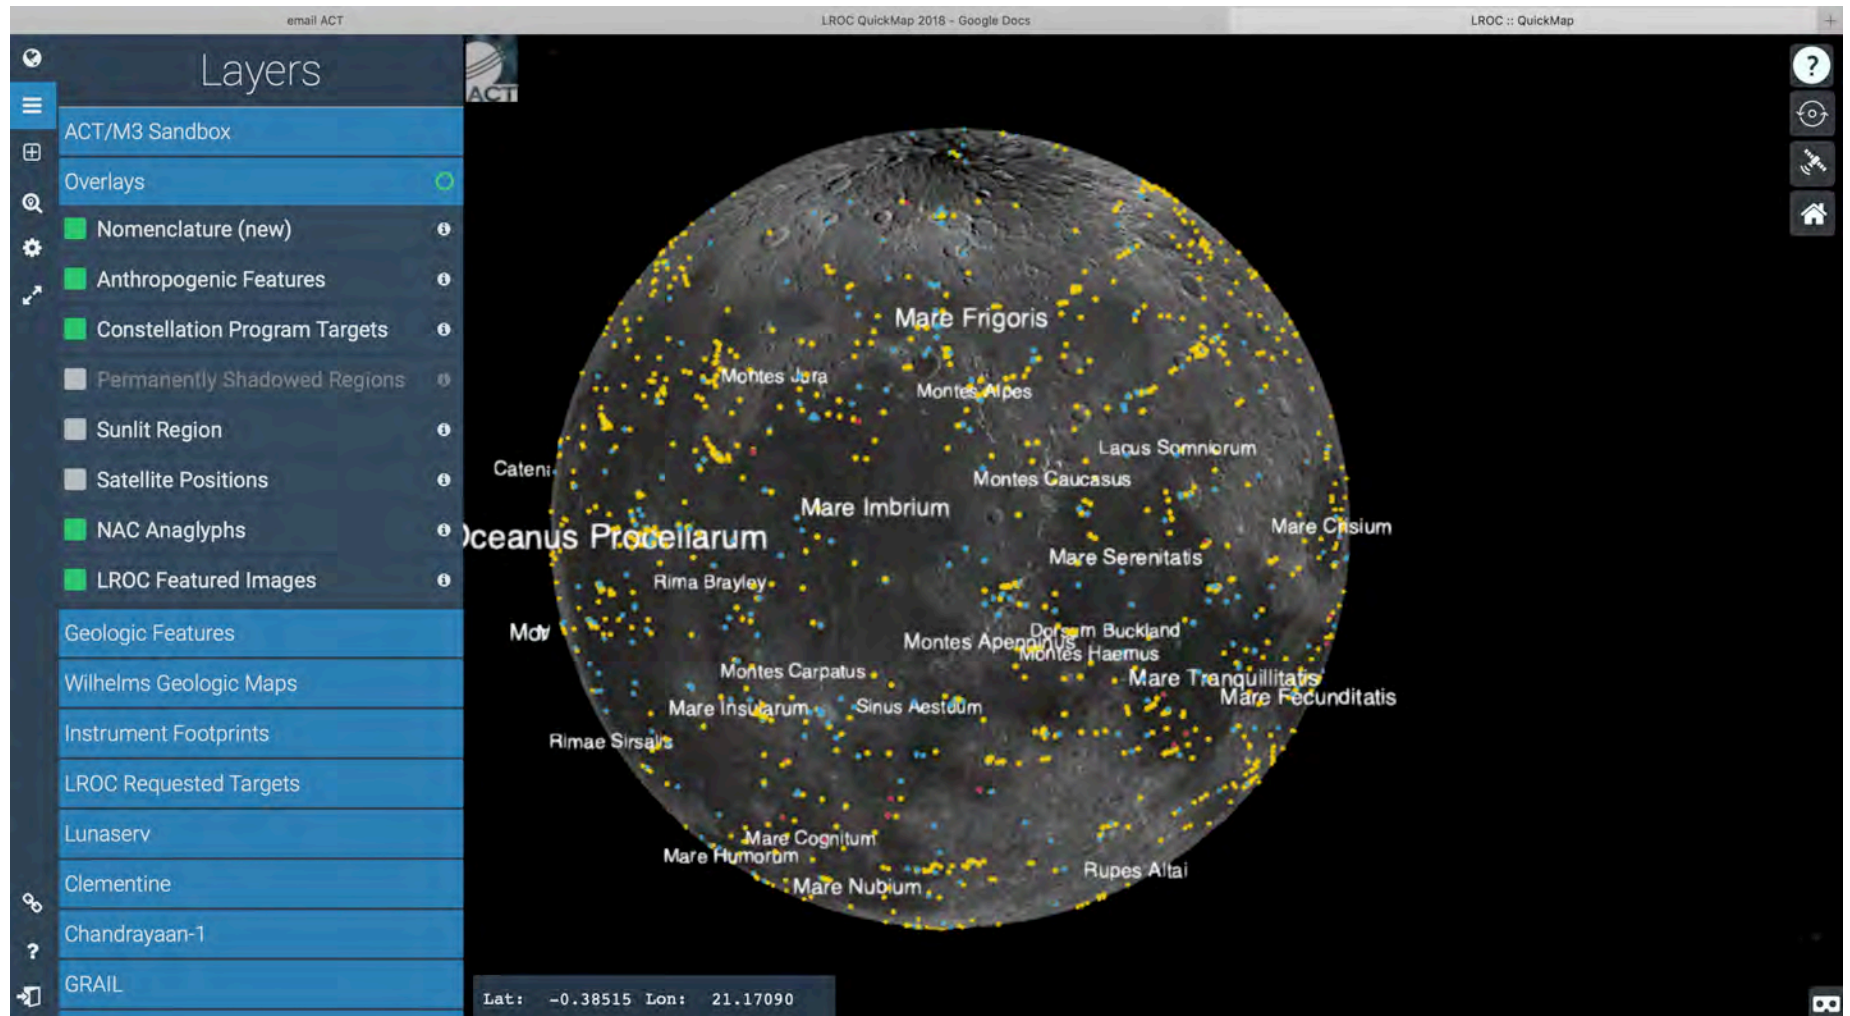 email ACT
LROC QuickMap 2018 - Google Docs
LROC :: QuickMap
+
Layers
ACT
?
ACT/M3 Sandbox
Overlays
Nomenclature (new)
Anthropogenic Features
Constellation Program Targets
Permanently Shadowed Regions
Sunlit Region
Satellite Positions
NAC Anaglyphs
LROC Featured Images
Geologic Features
Wilhelms Geologic Maps
Instrument Footprints
LROC Requested Targets
Lunaserv
Clementine
Chandrayaan-1
GRAIL
?
Mare Frigoris
Montes Jura
Montes Alpes
Lacus Somniorum
Cateni
Montes Caucasus
Mare Imbrium
Mare Crisium
Oceanus Procellarum
Mare Serenitatis
Rima Brayley
Dorsum Buckland
Montes Apenninus
Montes Haemus
Montes Carpatus
Mare Tranquillitatis
Mare Fecunditatis
Mare Insularum
Sinus Aestuum
Rimae Sirsalis
Mare Cognitum
Mare Humorum
Rupes Altai
Mare Nubium
Lat: -0.38515 Lon: 21.17090